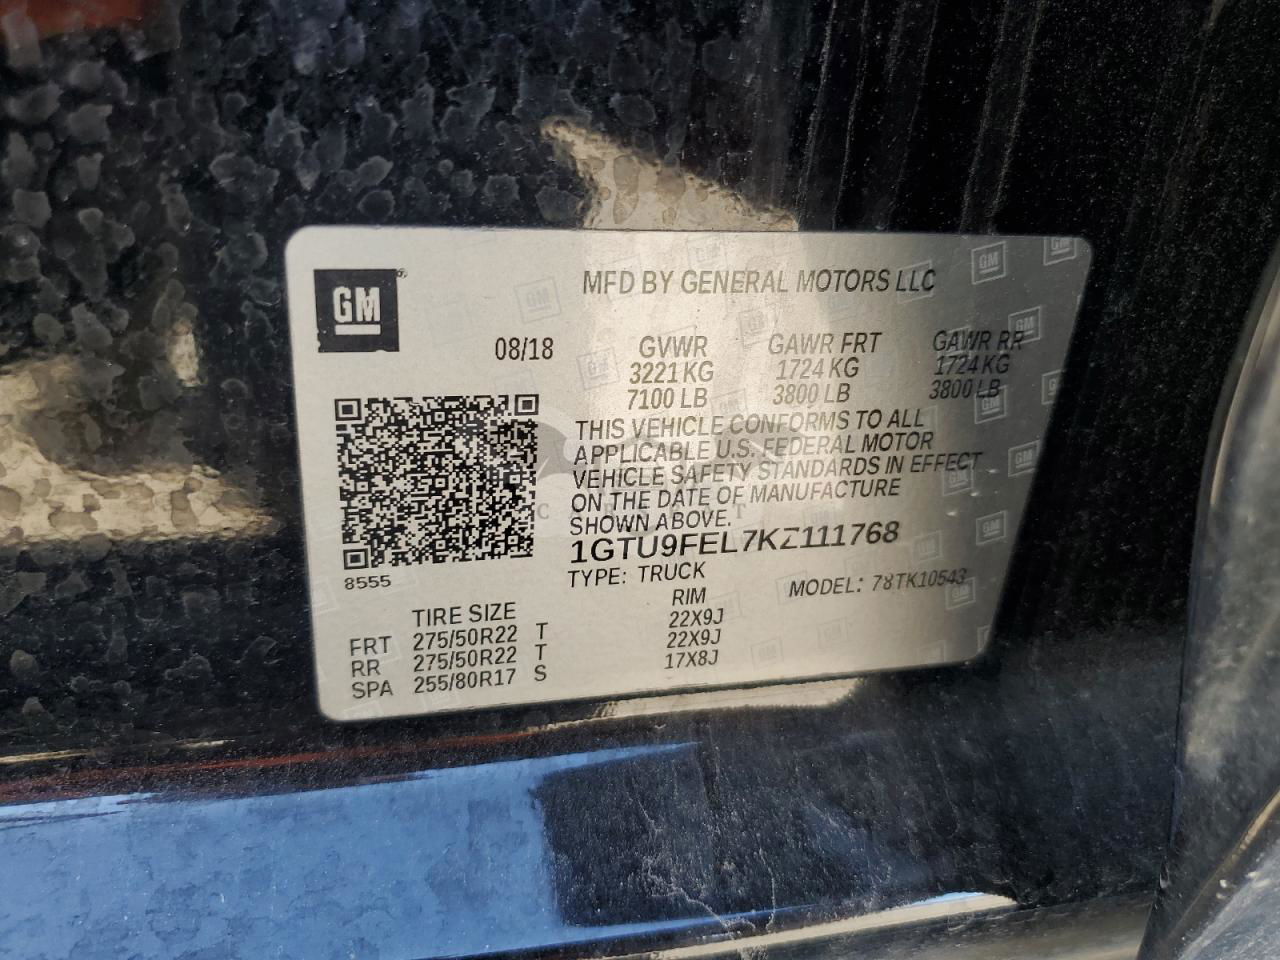 GM
MFD BY GENERAL MOTORS LLC
08/18 GVWR GAWR FRT GAWR RR
3221 KG 1724 KG 1724 KG
7100 LB 3800 LB 3800 LB
THIS VEHICLE CONFORMS TO ALL
APPLICABLE U.S. FEDERAL MOTOR
VEHICLE SAFETY STANDARDS IN EFFECT
ON THE DATE OF MANUFACTURE
SHOWN ABOVE.
1GTU9FEL7KZ111768
8555
TYPE: TRUCK MODEL: 78TK10543
TIRE SIZE RIM
FRT 275/50R22 T 22X9J
RR 275/50R22 T 22X9J
SPA 255/80R17 S 17X8J